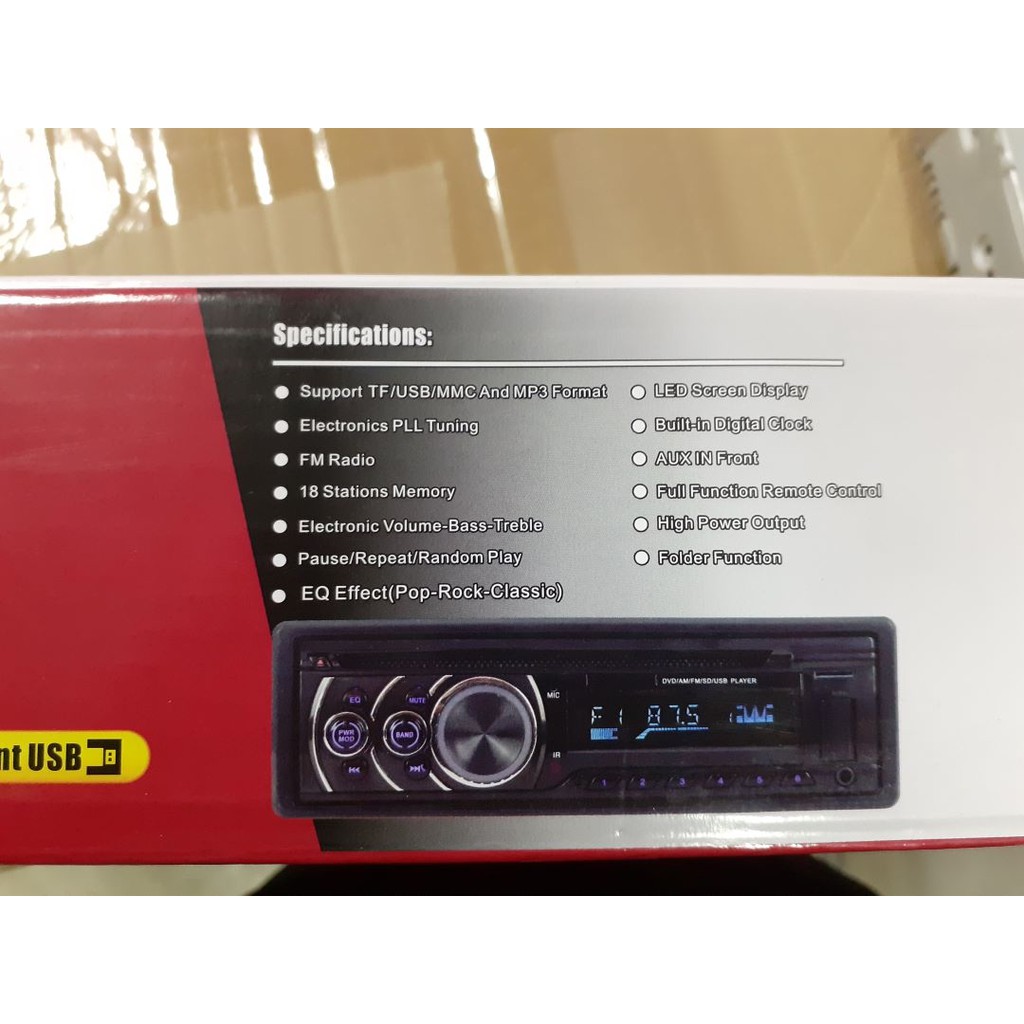 Specifications:
Support TF/USB/MMC And MP3 Format
Electronics PLL Tuning
FM Radio
18 Stations Memory
Electronic Volume-Bass-Treble
Pause/Repeat/Random Play
EQ Effect(Pop-Rock-Classic)
LED Screen Display
Built-in Digital Clock
AUX IN Front
Full Function Remote Control
High Power Output
Folder Function
DVD/AM/FM/SD/USB PLAYER
MIC
EQ
MUTE
F1 87.5
PWR
MOD
BAND
IR
1 2 3 4 5 6
nt USB